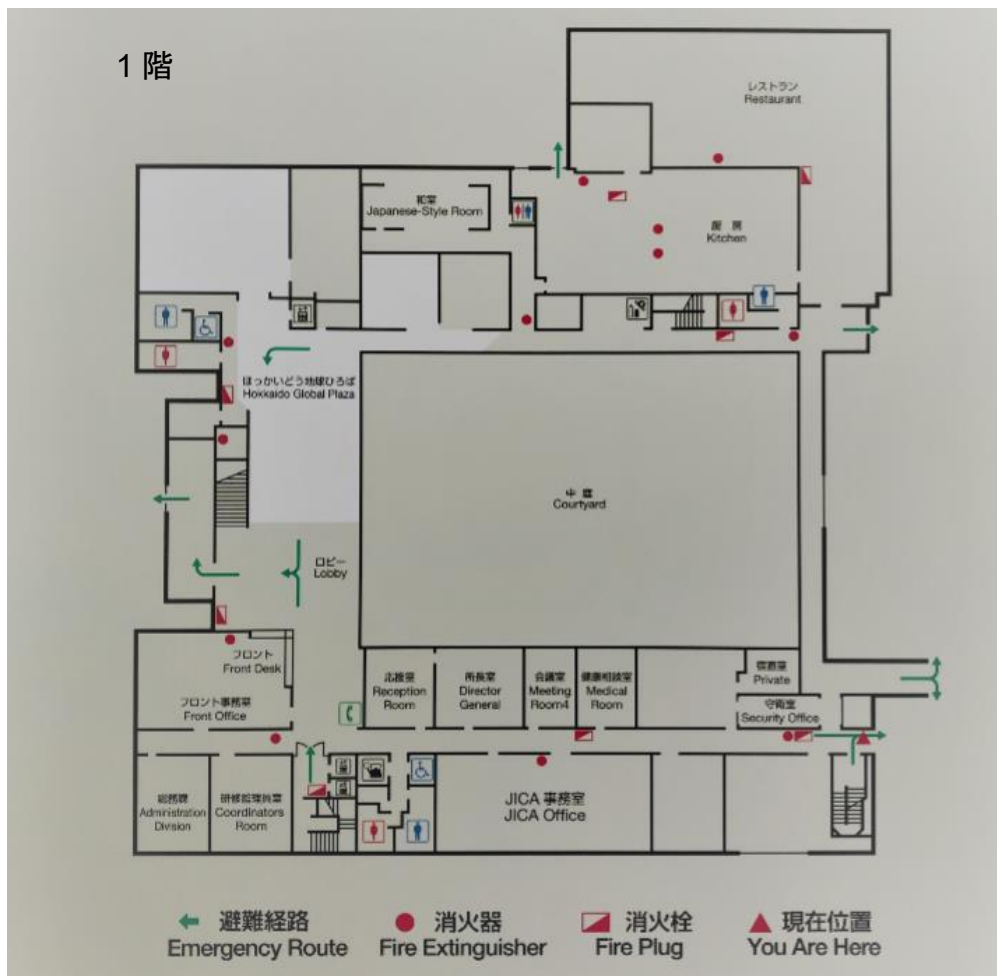 1階
レストラン
Restaurant
和室
Japanese-Style Room
厨房
Kitchen
ほっかいどう地球ひろば
Hokkaido Global Plaza
中庭
Courtyard
ロビー
Lobby
フロント
Front Desk
フロント事務室
Front Office
応接室
Reception
Room
所長室
Director
General
会議室
Meeting
Room4
健康相談室
Medical
Room
宿直室
Private
守衛室
Security Office
総務課
Administration
Division
研修監理員室
Coordinators
Room
JICA 事務室
JICA Office
避難経路
Emergency Route
消火器
Fire Extinguisher
消火栓
Fire Plug
現在位置
You Are Here